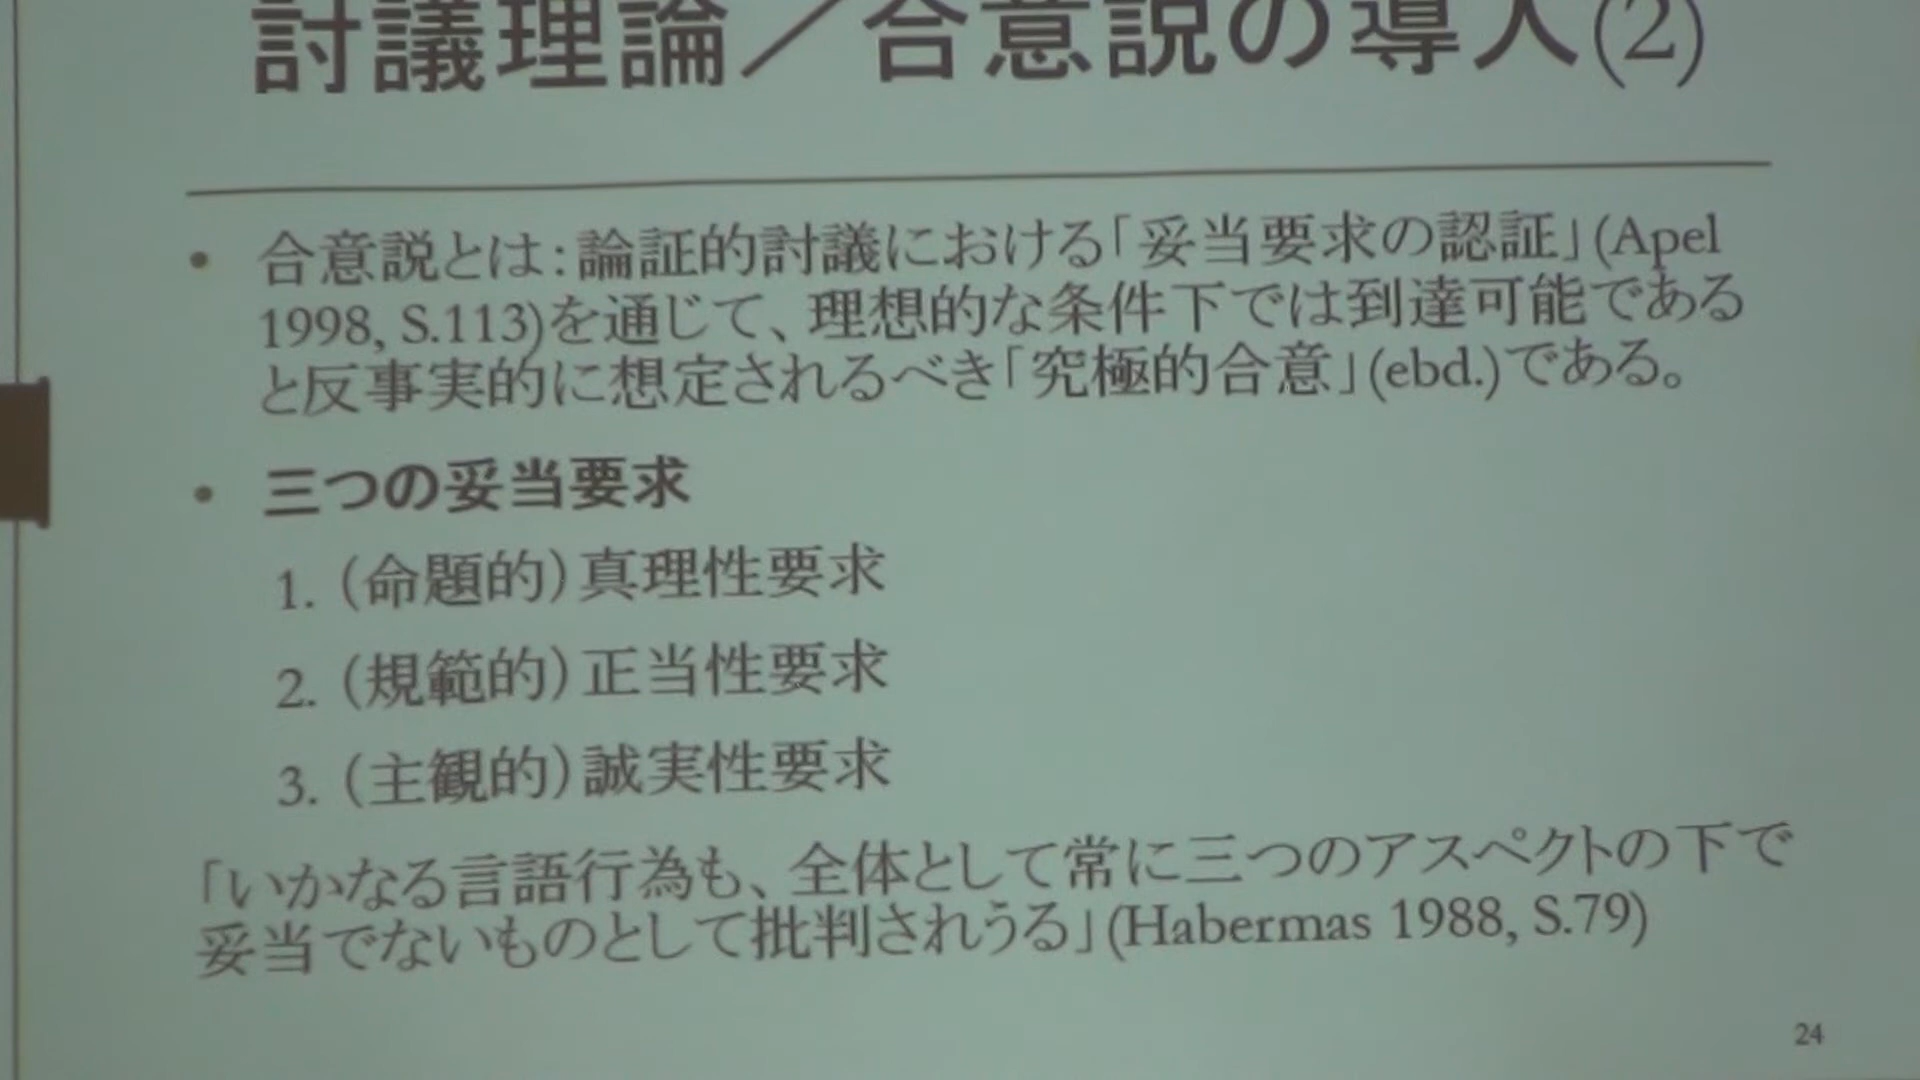 討議理論／合意説の導入(2)
• 合意説とは：論証的討議における「妥当要求の認証」(Apel
1998, S.113)を通じて、理想的な条件下では到達可能である
と反事実的に想定されるべき「究極的合意」(ebd.)である。
• 三つの妥当要求
1. （命題的）真理性要求
2. （規範的）正当性要求
3. （主観的）誠実性要求
「いかなる言語行為も、全体として常に三つのアスペクトの下で
妥当でないものとして批判されうる」(Habermas 1988, S.79)
24